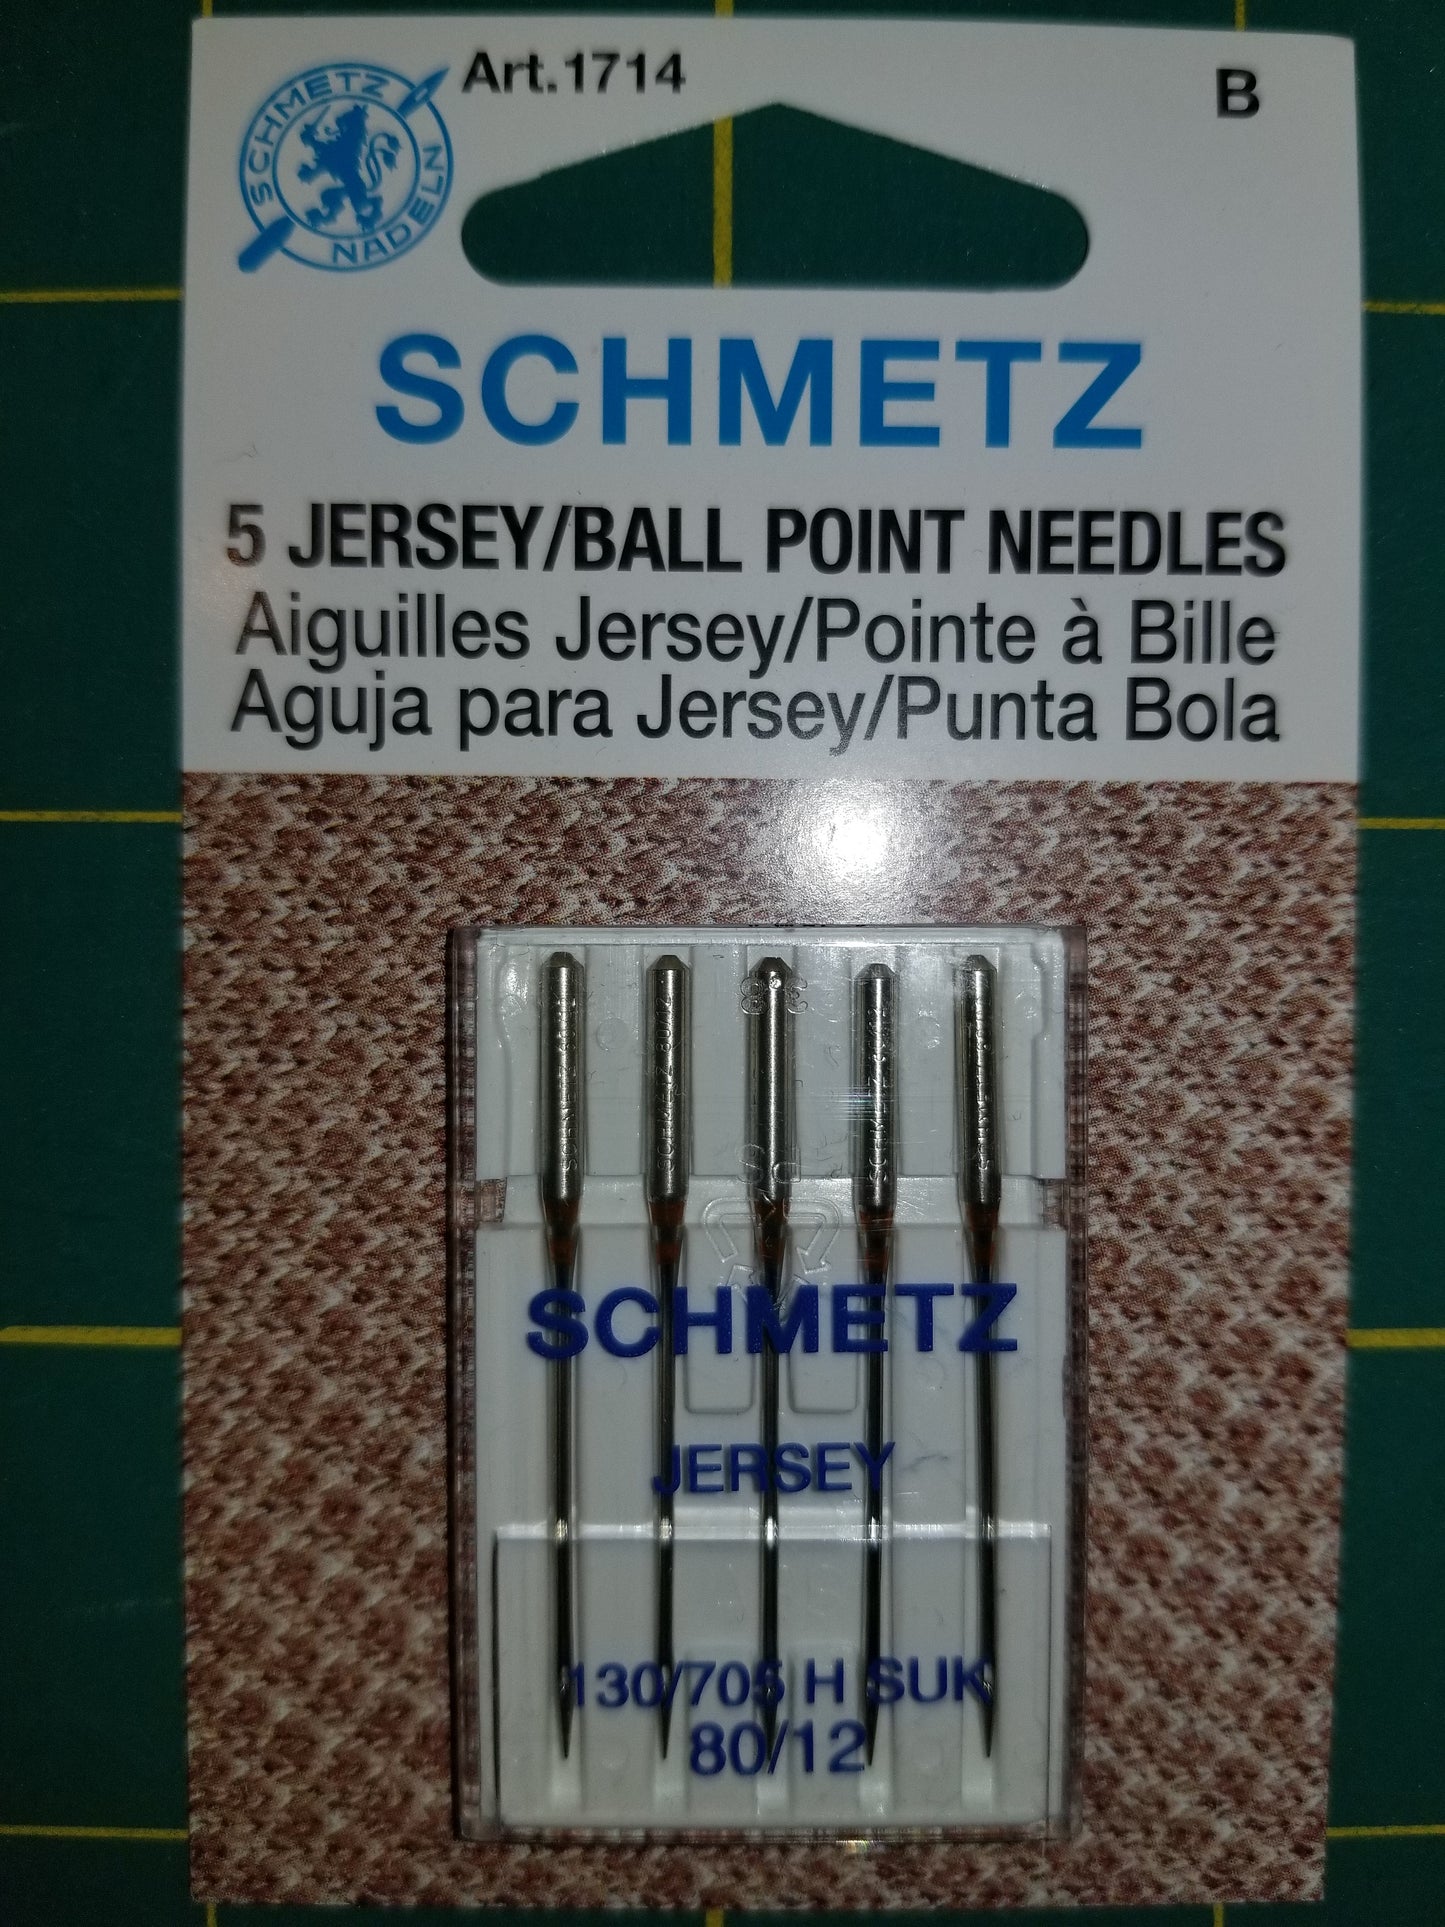 Art.1714
B
SCHMETZ
NADELN
SCHMETZ
5 JERSEY/BALL POINT NEEDLES
Aiguilles Jersey/Pointe à Bille
Aguja para Jersey/Punta Bola
SCHMETZ
JERSEY
130/705 H SUK
80/12